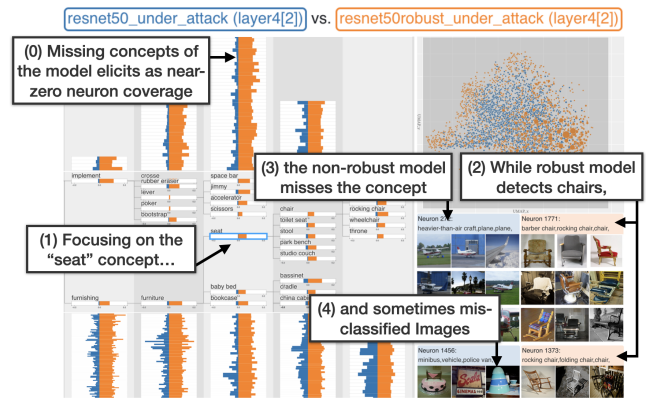 resnet50_under_attack (layer4[2]) vs. resnet50robust_under_attack (layer4[2])
(0) Missing concepts of
the model elicits as near-
zero neuron coverage
(3) the non-robust model
misses the concept
(2) While robust model
detects chairs,
implement
crosse
rubber eraser
lever
poker
bootstrap
space bar
jimmy
accelerator
scissors
seat
chair
toilet seat
stool
park bench
studio couch
rocking chair
wheelchair
throne
(1) Focusing on the
“seat” concept…
bassinet
cradle
china cab
baby bed
bookcase
furnishing
furniture
Neuron
heavier-than-air craft,plane,plane,
Neuron 1771:
barber chair,rocking chair,chair,
(4) and sometimes mis-
classified Images
Neuron 1456:
minibus,vehicle,police van,
Neuron 1373:
rocking chair,folding chair,chair,